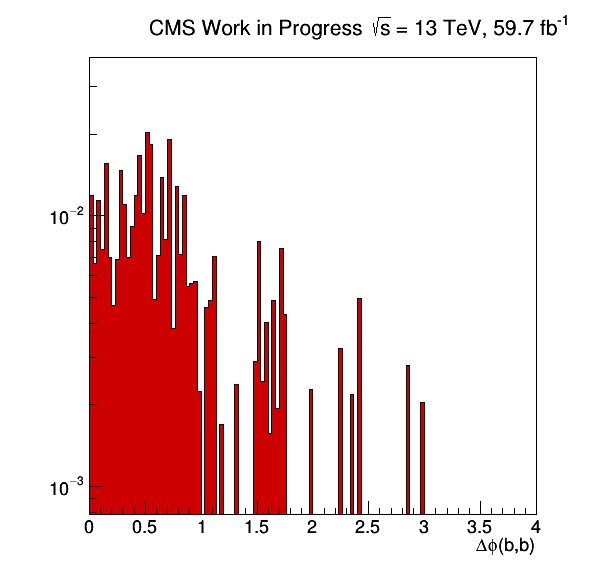 CMS Work in Progress √s = 13 TeV, 59.7 fb⁻¹
10⁻²
10⁻³
0 0.5 1 1.5 2 2.5 3 3.5 4
Δϕ(b,b)